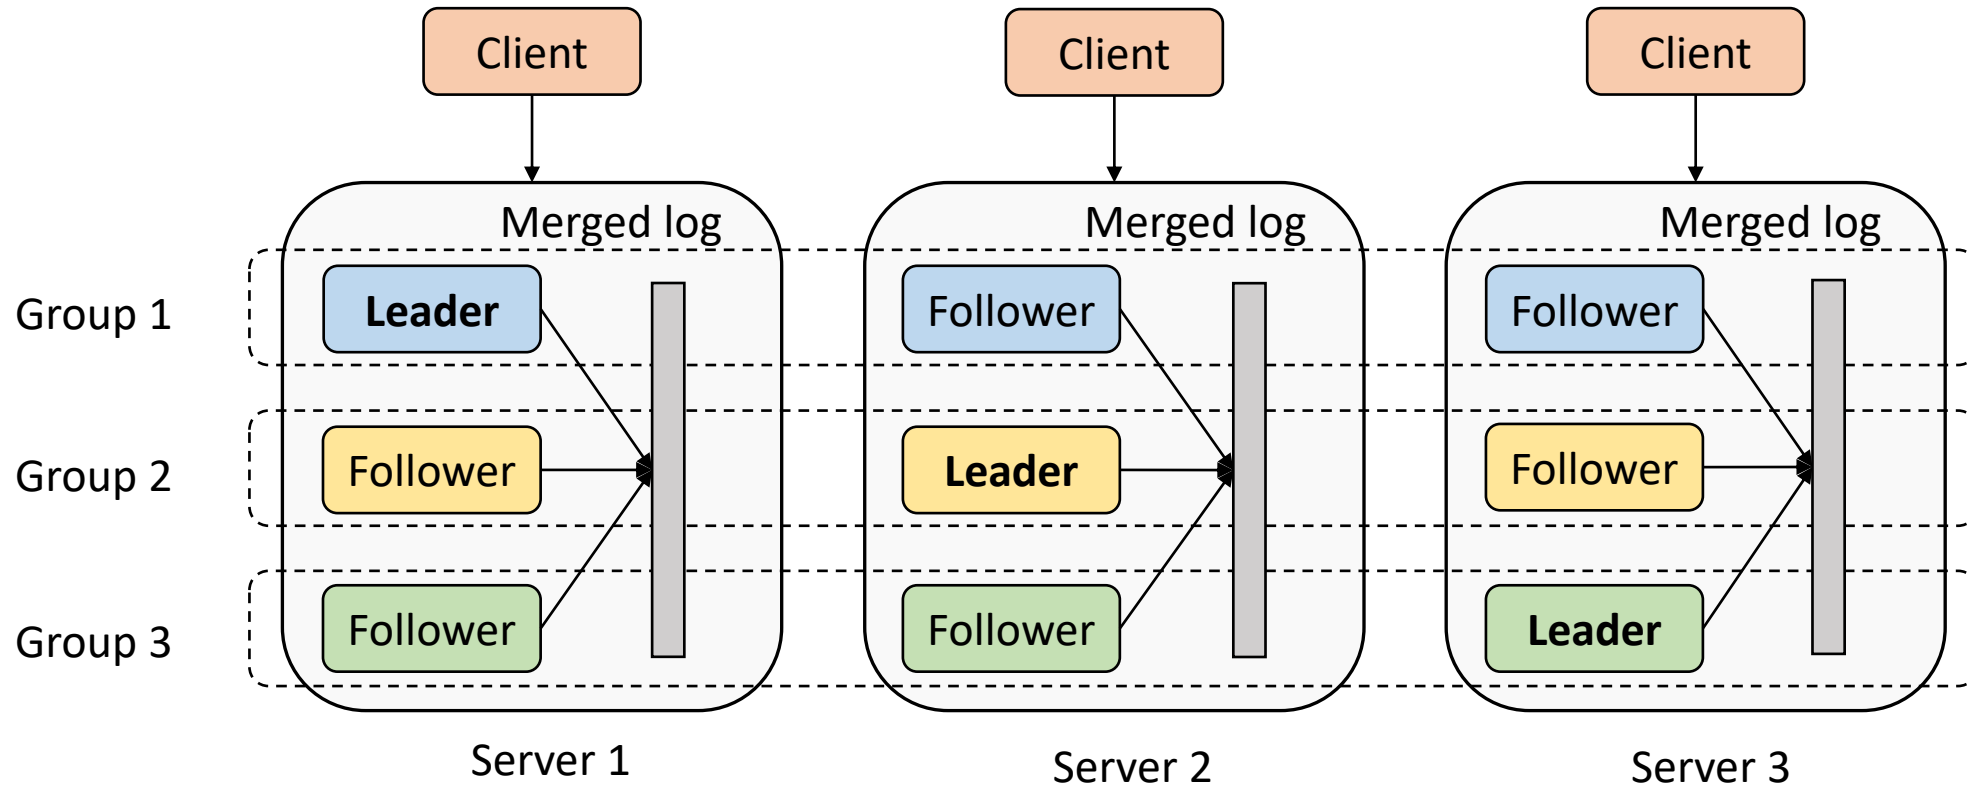 Client
Client
Client
Merged log
Merged log
Merged log
Group 1
Leader
Follower
Follower
Group 2
Follower
Leader
Follower
Group 3
Follower
Follower
Leader
Server 1
Server 2
Server 3